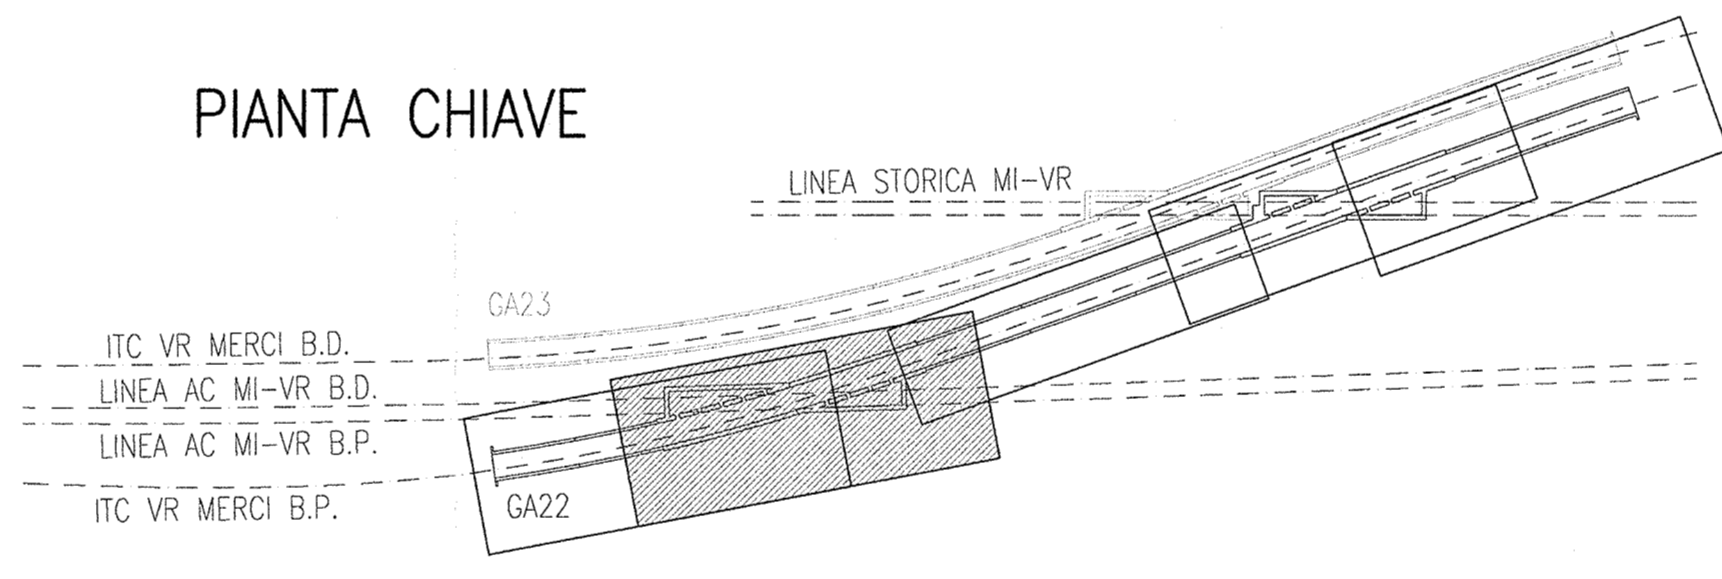 PIANTA CHIAVE
LINEA STORICA MI-VR
GA23
ITC VR MERCI B.D.
LINEA AC MI-VR B.D.
LINEA AC MI-VR B.P.
ITC VR MERCI B.P.
GA22